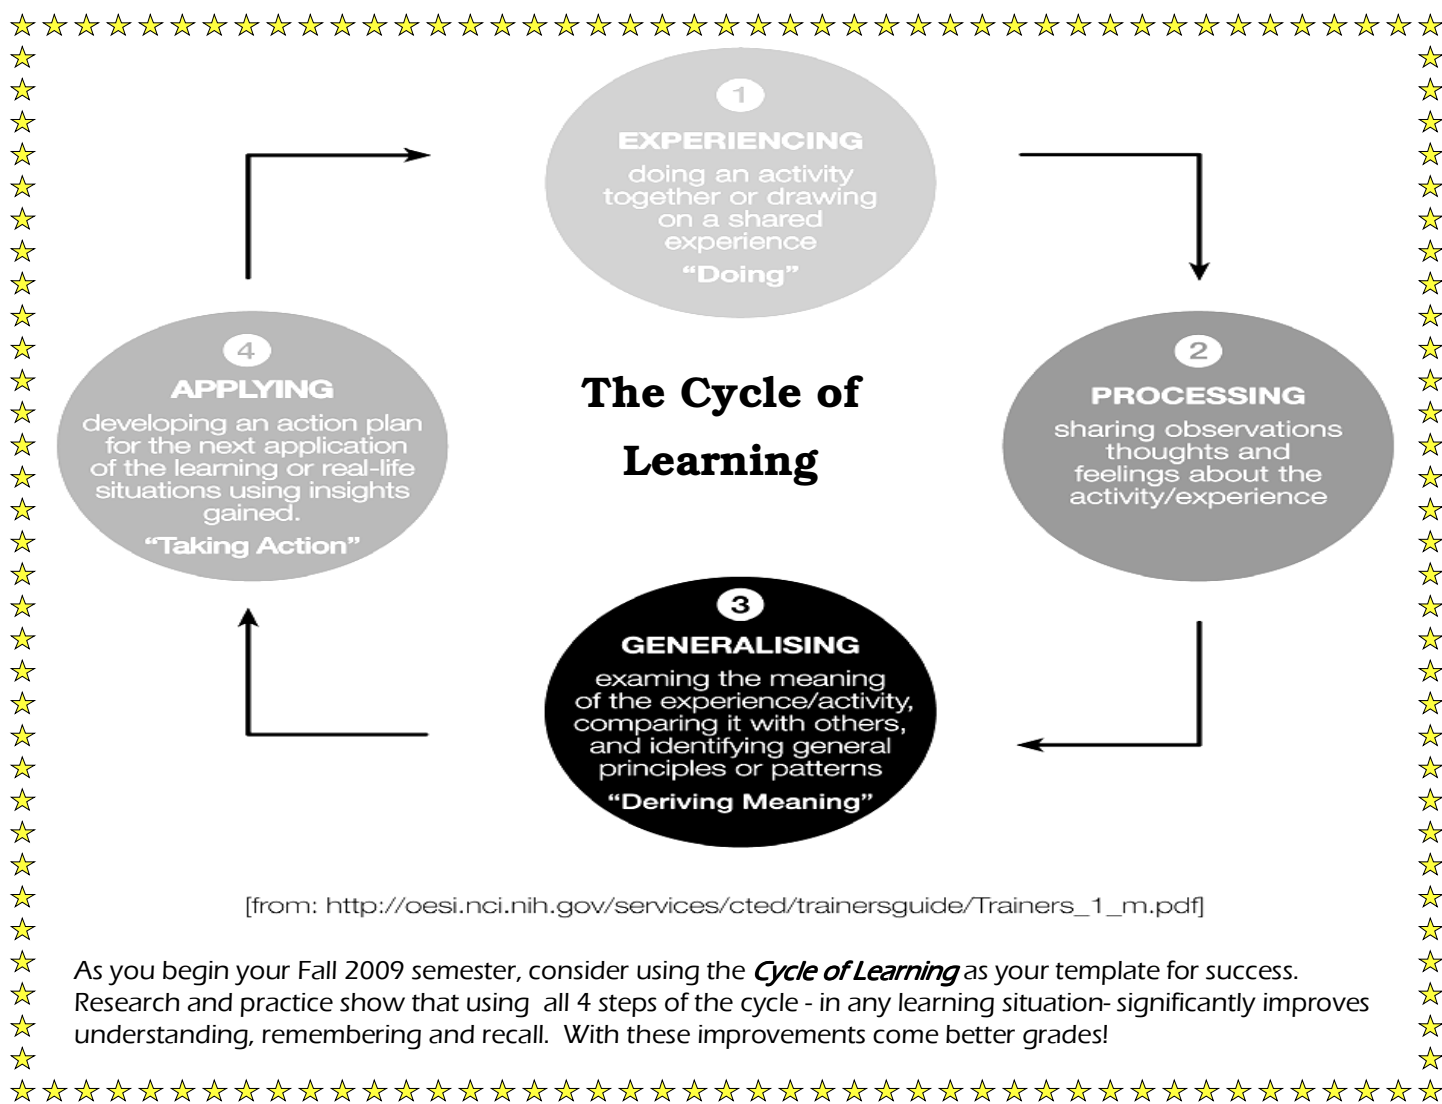 1
EXPERIENCING
doing an activity
together or drawing
on a shared
experience
“Doing”
2
PROCESSING
sharing observations
thoughts and
feelings about the
activity/experience
The Cycle of
Learning
3
GENERALISING
examing the meaning
of the experience/activity,
comparing it with others,
and identifying general
principles or patterns
“Deriving Meaning”
4
APPLYING
developing an action plan
for the next application
of the learning or real-life
situations using insights
gained.
“Taking Action”
[from: http://oesi.nci.nih.gov/services/cted/trainersguide/Trainers_1_m.pdf]
As you begin your Fall 2009 semester, consider using the Cycle of Learning as your template for success.
Research and practice show that using  all 4 steps of the cycle - in any learning situation- significantly improves
understanding, remembering and recall.  With these improvements come better grades!